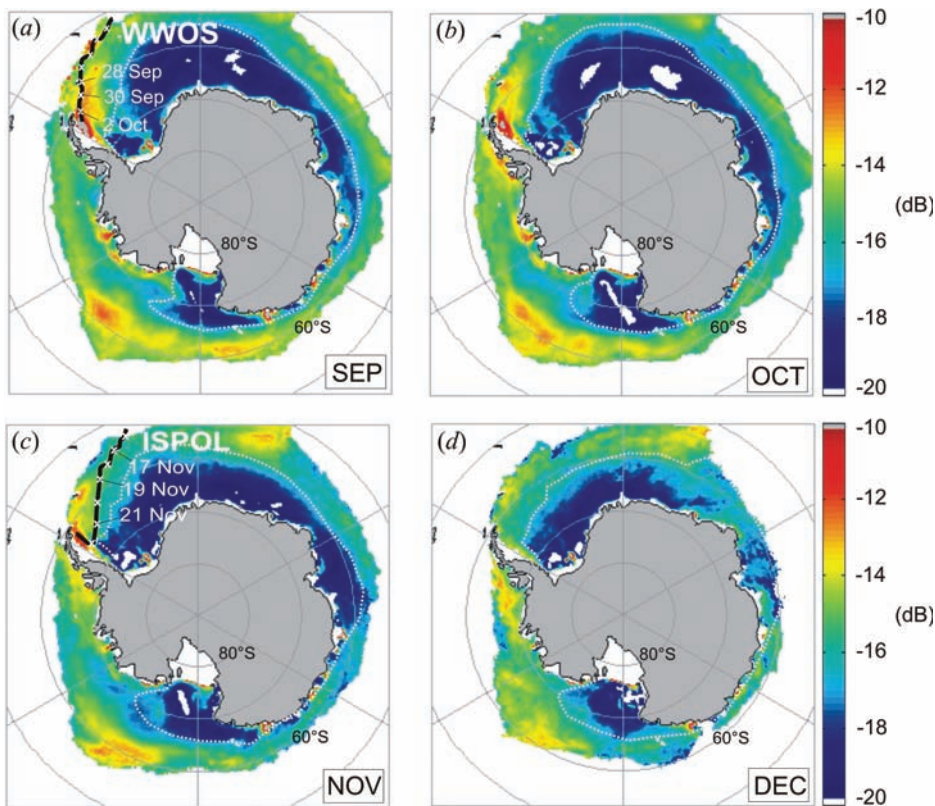 (a) WWOS
28 Sep
30 Sep
2 Oct
80°S
60°S
SEP
(b)
80°S
60°S
OCT
-10
-12
-14
(dB)
-16
-18
-20
(c) ISPOL
17 Nov
19 Nov
21 Nov
80°S
60°S
NOV
(d)
80°S
60°S
DEC
-10
-12
-14
(dB)
-16
-18
-20